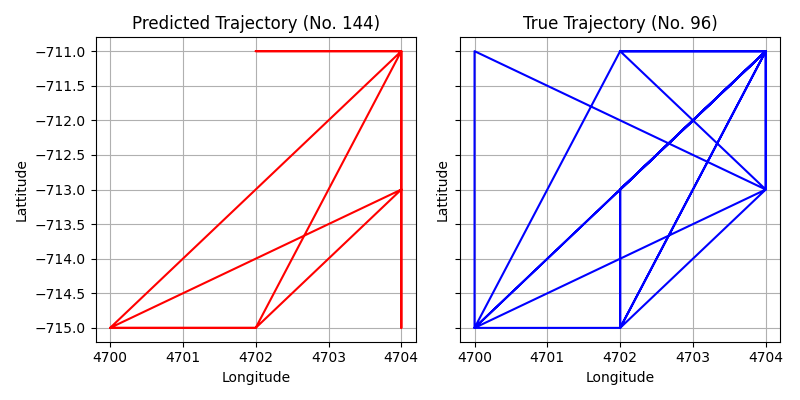 Predicted Trajectory (No. 144)
True Trajectory (No. 96)
−711.0
−711.5
−712.0
−712.5
−713.0
−713.5
−714.0
−714.5
−715.0
Lattitude
Lattitude
4700 4701 4702 4703 4704
4700 4701 4702 4703 4704
Longitude
Longitude